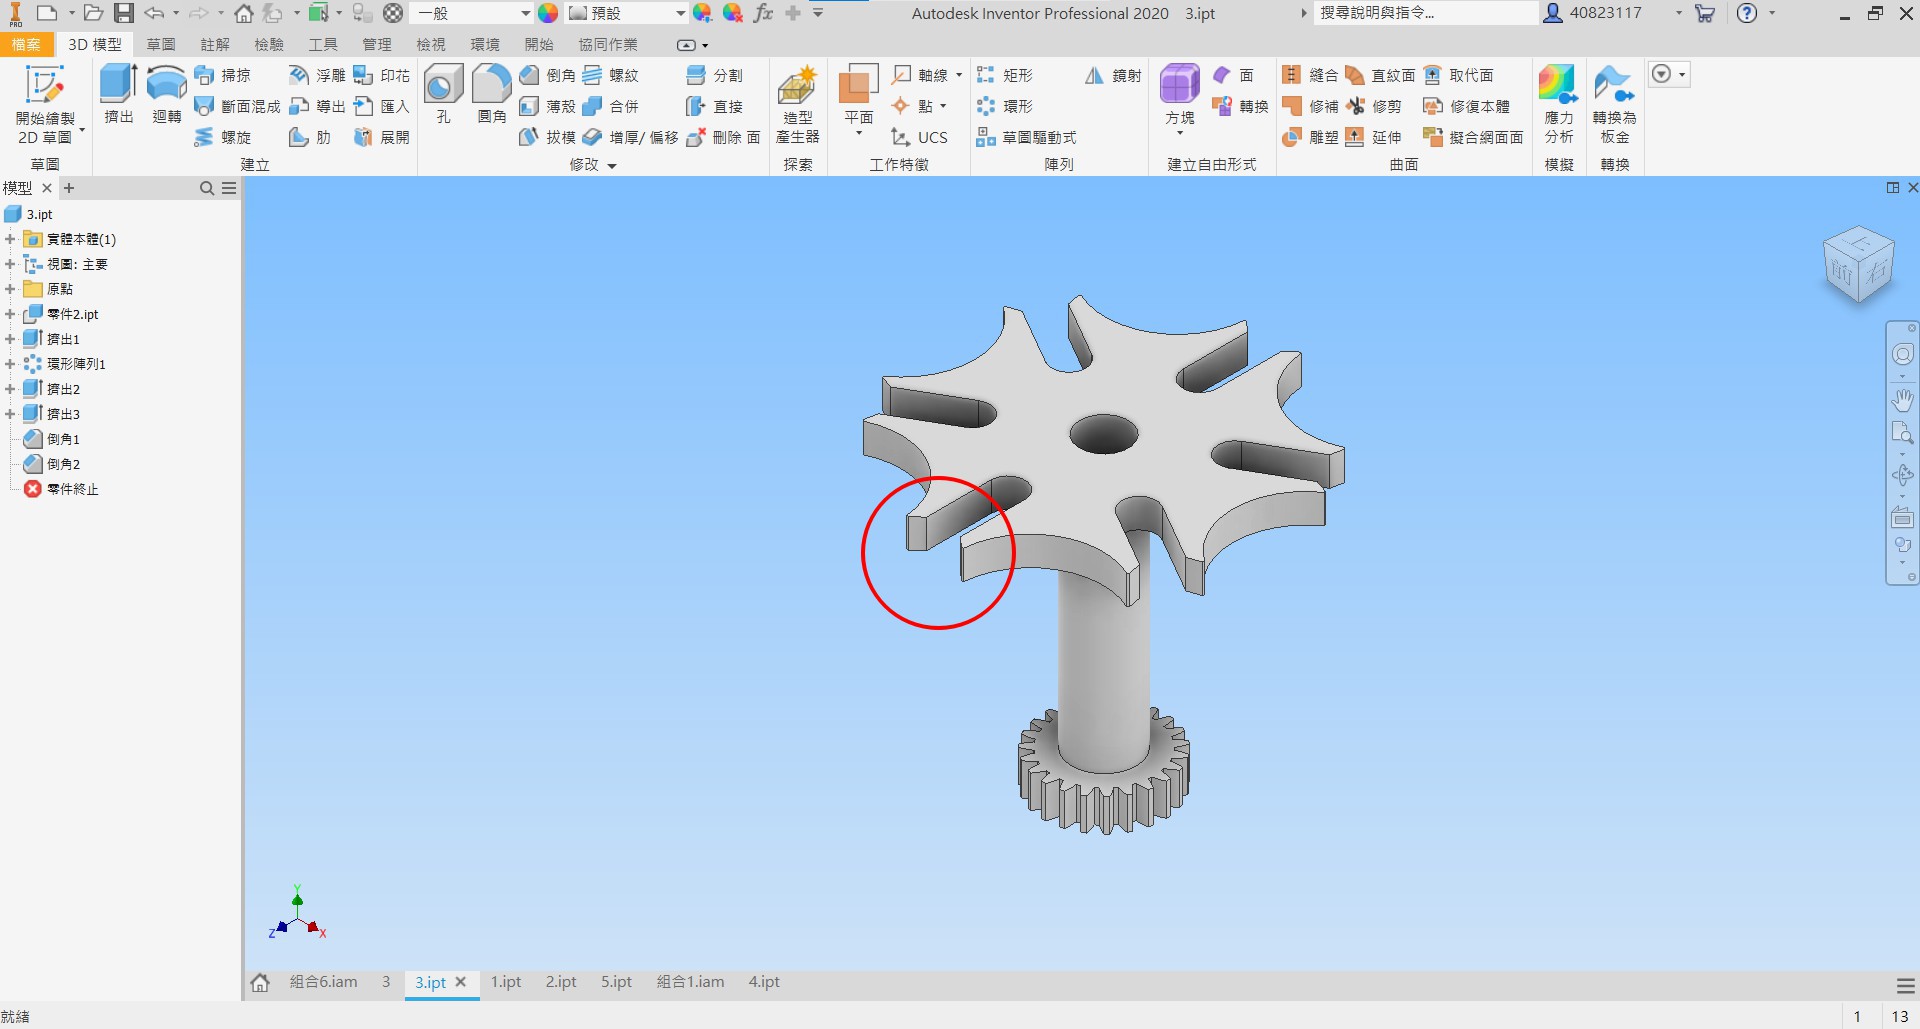 PRO
一般
預設
fx
Autodesk Inventor Professional 2020 3.ipt
搜尋說明與指令...
40823117
檔案 3D 模型 草圖 註解 檢驗 工具 管理 檢視 環境 開始 協同作業
開始繪製
2D 草圖
擠出
迴轉
掃掠
斷面混成
螺旋
浮雕
導出
肋
印花
匯入
展開
孔
圓角
倒角
薄殼
拔模
螺紋
合併
增厚/ 偏移
分割
直接
刪除 面
造型
產生器
平面
軸線
點
UCS
矩形
環形
草圖驅動式
鏡射
方塊
面
轉換
縫合
修補
雕塑
直紋面
修剪
延伸
取代面
修復本體
擬合網面面
應力
分析
轉換為
板金
草圖 建立 修改 探索 工作特徵 陣列 建立自由形式 曲面 模擬 轉換
模型
3.ipt
實體本體(1)
視圖: 主要
原點
零件2.ipt
擠出1
環形陣列1
擠出2
擠出3
倒角1
倒角2
零件終止
上
前 右
Y
Z X
組合6.iam 3 3.ipt 1.ipt 2.ipt 5.ipt 組合1.iam 4.ipt
就緒
1 13